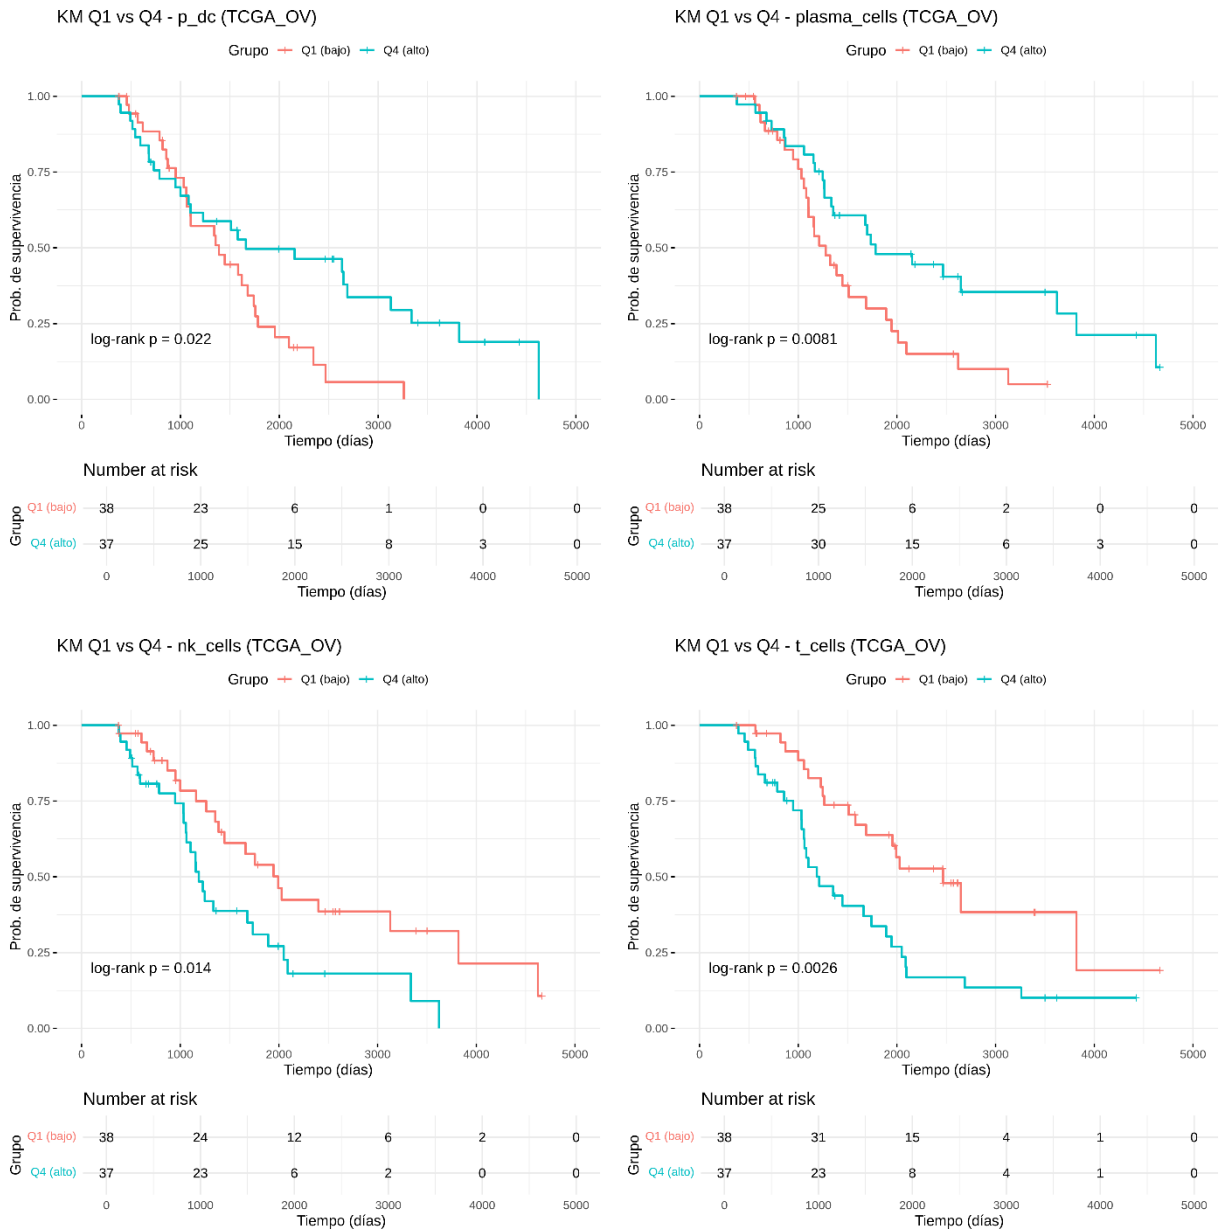 KM Q1 vs Q4 - p_dc (TCGA_OV)
Grupo Q1 (bajo) Q4 (alto)
Prob. de supervivencia
1.00
0.75
0.50
0.25
0.00
log-rank p = 0.022
0 1000 2000 3000 4000 5000
Tiempo (días)
Number at risk
Grupo
Q1 (bajo) 38 23 6 1 0 0
Q4 (alto) 37 25 15 8 3 0
0 1000 2000 3000 4000 5000
Tiempo (días)
KM Q1 vs Q4 - plasma_cells (TCGA_OV)
Grupo Q1 (bajo) Q4 (alto)
Prob. de supervivencia
1.00
0.75
0.50
0.25
0.00
log-rank p = 0.0081
0 1000 2000 3000 4000 5000
Tiempo (días)
Number at risk
Grupo
Q1 (bajo) 38 25 6 2 0 0
Q4 (alto) 37 30 15 6 3 0
0 1000 2000 3000 4000 5000
Tiempo (días)
KM Q1 vs Q4 - nk_cells (TCGA_OV)
Grupo Q1 (bajo) Q4 (alto)
Prob. de supervivencia
1.00
0.75
0.50
0.25
0.00
log-rank p = 0.014
0 1000 2000 3000 4000 5000
Tiempo (días)
Number at risk
Grupo
Q1 (bajo) 38 24 12 6 2 0
Q4 (alto) 37 23 6 2 0 0
0 1000 2000 3000 4000 5000
Tiempo (días)
KM Q1 vs Q4 - t_cells (TCGA_OV)
Grupo Q1 (bajo) Q4 (alto)
Prob. de supervivencia
1.00
0.75
0.50
0.25
0.00
log-rank p = 0.0026
0 1000 2000 3000 4000 5000
Tiempo (días)
Number at risk
Grupo
Q1 (bajo) 38 31 15 4 1 0
Q4 (alto) 37 23 8 4 1 0
0 1000 2000 3000 4000 5000
Tiempo (días)